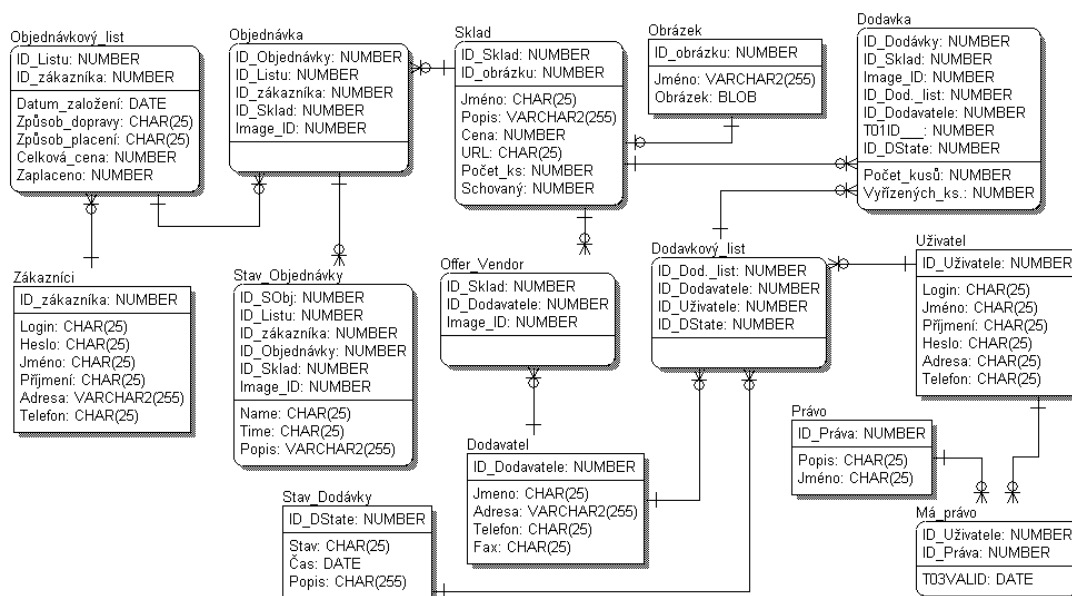 Objednávkový_list
ID_Listu: NUMBER
ID_zákazníka: NUMBER
Datum_založení: DATE
Způsob_dopravy: CHAR(25)
Způsob_placení: CHAR(25)
Celková_cena: NUMBER
Zaplaceno: NUMBER
Objednávka
ID_Objednávky: NUMBER
ID_Listu: NUMBER
ID_zákazníka: NUMBER
ID_Sklad: NUMBER
Image_ID: NUMBER
Sklad
ID_Sklad: NUMBER
ID_obrázku: NUMBER
Jméno: CHAR(25)
Popis: VARCHAR2(255)
Cena: NUMBER
URL: CHAR(25)
Počet_ks: NUMBER
Schovaný: NUMBER
Obrázek
ID_obrázku: NUMBER
Jméno: VARCHAR2(255)
Obrázek: BLOB
Dodavka
ID_Dodávky: NUMBER
ID_Sklad: NUMBER
Image_ID: NUMBER
ID_Dod._list: NUMBER
ID_Dodavatele: NUMBER
T01ID___: NUMBER
ID_DState: NUMBER
Počet_kusů: NUMBER
Vyřízených_ks.: NUMBER
Zákazníci
ID_zákazníka: NUMBER
Login: CHAR(25)
Heslo: CHAR(25)
Jméno: CHAR(25)
Příjmení: CHAR(25)
Adresa: VARCHAR2(255)
Telefon: CHAR(25)
Stav_Objednávky
ID_SObj: NUMBER
ID_Listu: NUMBER
ID_zákazníka: NUMBER
ID_Objednávky: NUMBER
ID_Sklad: NUMBER
Image_ID: NUMBER
Name: CHAR(25)
Time: CHAR(25)
Popis: VARCHAR2(255)
Offer_Vendor
ID_Sklad: NUMBER
ID_Dodavatele: NUMBER
Image_ID: NUMBER
Dodavkový_list
ID_Dod._list: NUMBER
ID_Dodavatele: NUMBER
ID_Uživatele: NUMBER
ID_DState: NUMBER
Uživatel
ID_Uživatele: NUMBER
Login: CHAR(25)
Jméno: CHAR(25)
Příjmení: CHAR(25)
Heslo: CHAR(25)
Adresa: CHAR(25)
Telefon: CHAR(25)
Právo
ID_Práva: NUMBER
Popis: CHAR(25)
Jméno: CHAR(25)
Dodavatel
ID_Dodavatele: NUMBER
Jmeno: CHAR(25)
Adresa: VARCHAR2(255)
Telefon: CHAR(25)
Fax: CHAR(25)
Stav_Dodávky
ID_DState: NUMBER
Stav: CHAR(25)
Čas: DATE
Popis: CHAR(255)
Má_právo
ID_Uživatele: NUMBER
ID_Práva: NUMBER
T03VALID: DATE